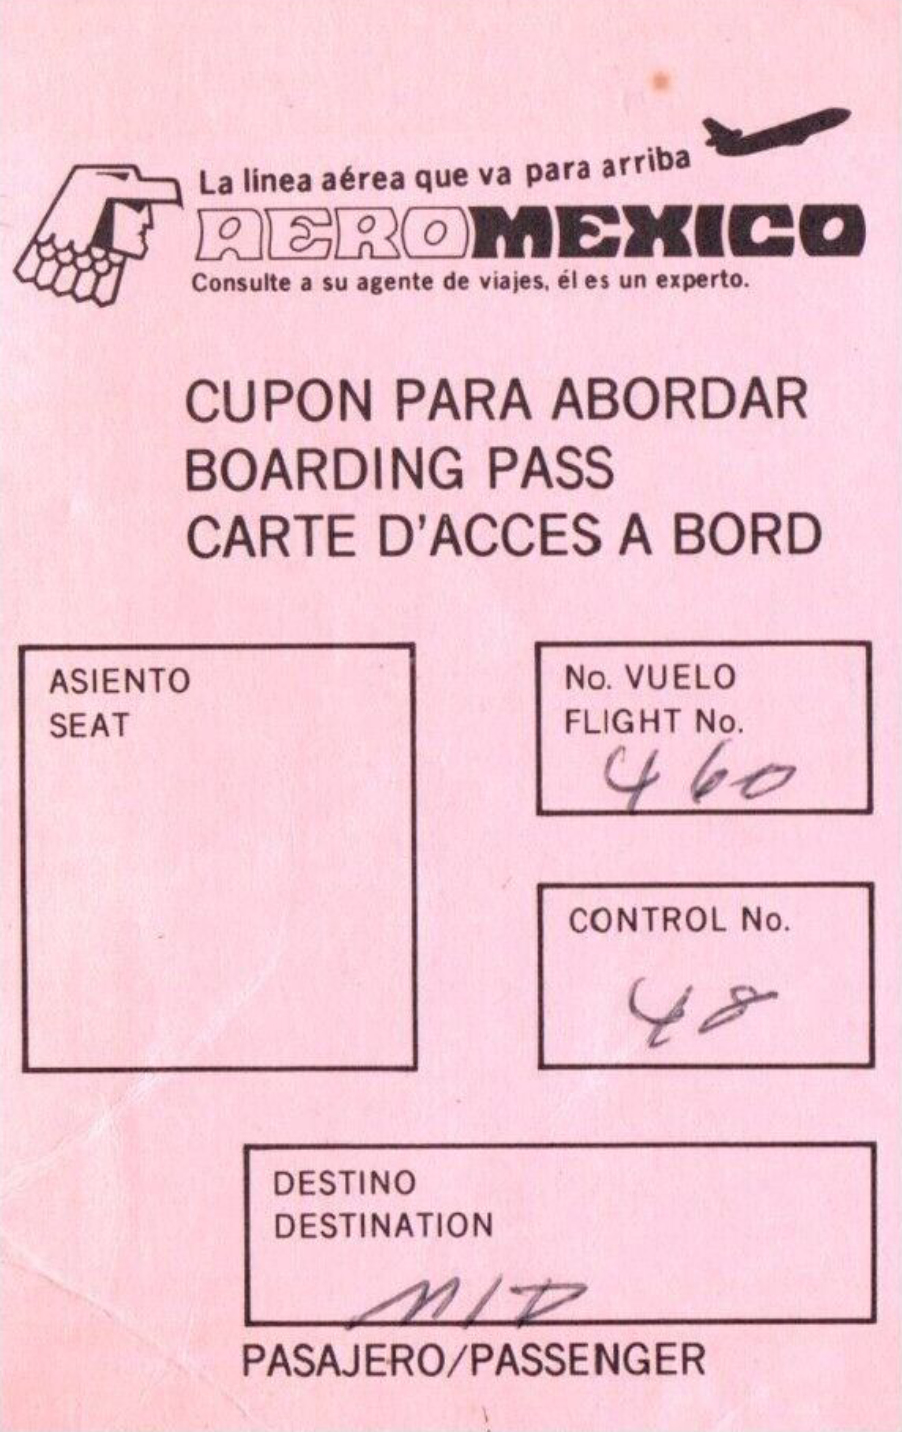 La linea aérea que va para arriba
AEROMEXICO
Consulte a su agente de viajes, él es un experto.
CUPON PARA ABORDAR
BOARDING PASS
CARTE D'ACCES A BORD
ASIENTO
SEAT
No. VUELO
FLIGHT No.
460
CONTROL No.
48
DESTINO
DESTINATION
MID
PASAJERO/PASSENGER